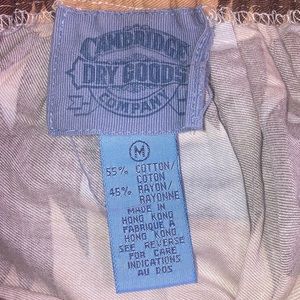 CAMBRIDGE
DRY GOODS
COMPANY
M
55% COTTON/
COTON
45% RAYON/
RAYONNE
MADE IN
HONG KONG
FABRIQUE A
HONG KONG
SEE REVERSE
FOR CARE
INDICATIONS
AU DOS